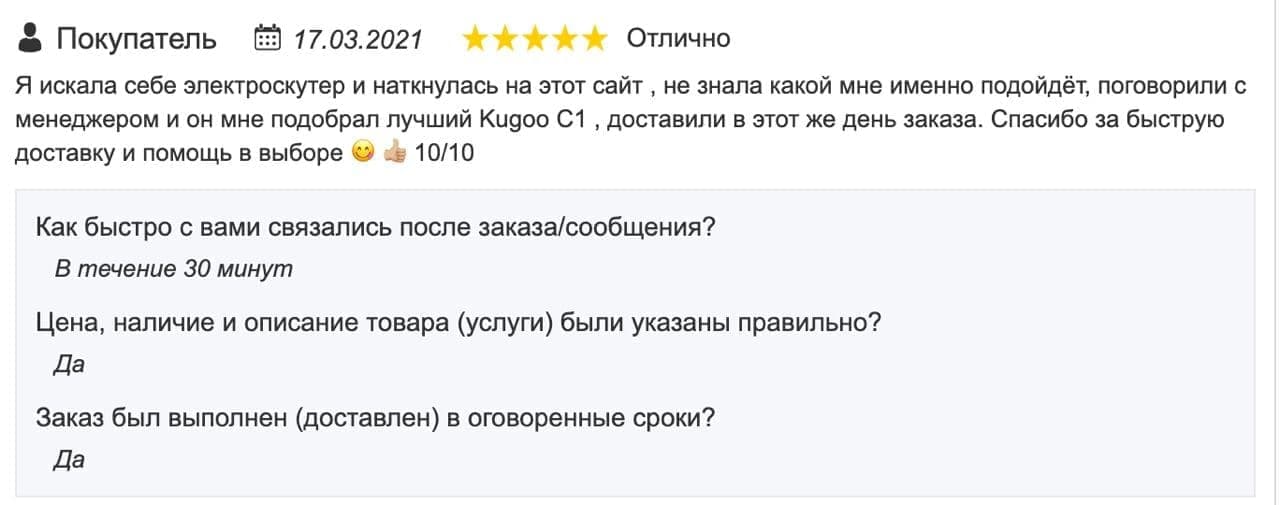 Покупатель 17.03.2021 Отлично
Я искала себе электроскутер и наткнулась на этот сайт , не знала какой мне именно подойдёт, поговорили с
менеджером и он мне подобрал лучший Kugoo C1 , доставили в этот же день заказа. Спасибо за быструю
доставку и помощь в выборе 😋 👍🏼 10/10
Как быстро с вами связались после заказа/сообщения?
В течение 30 минут
Цена, наличие и описание товара (услуги) были указаны правильно?
Да
Заказ был выполнен (доставлен) в оговоренные сроки?
Да